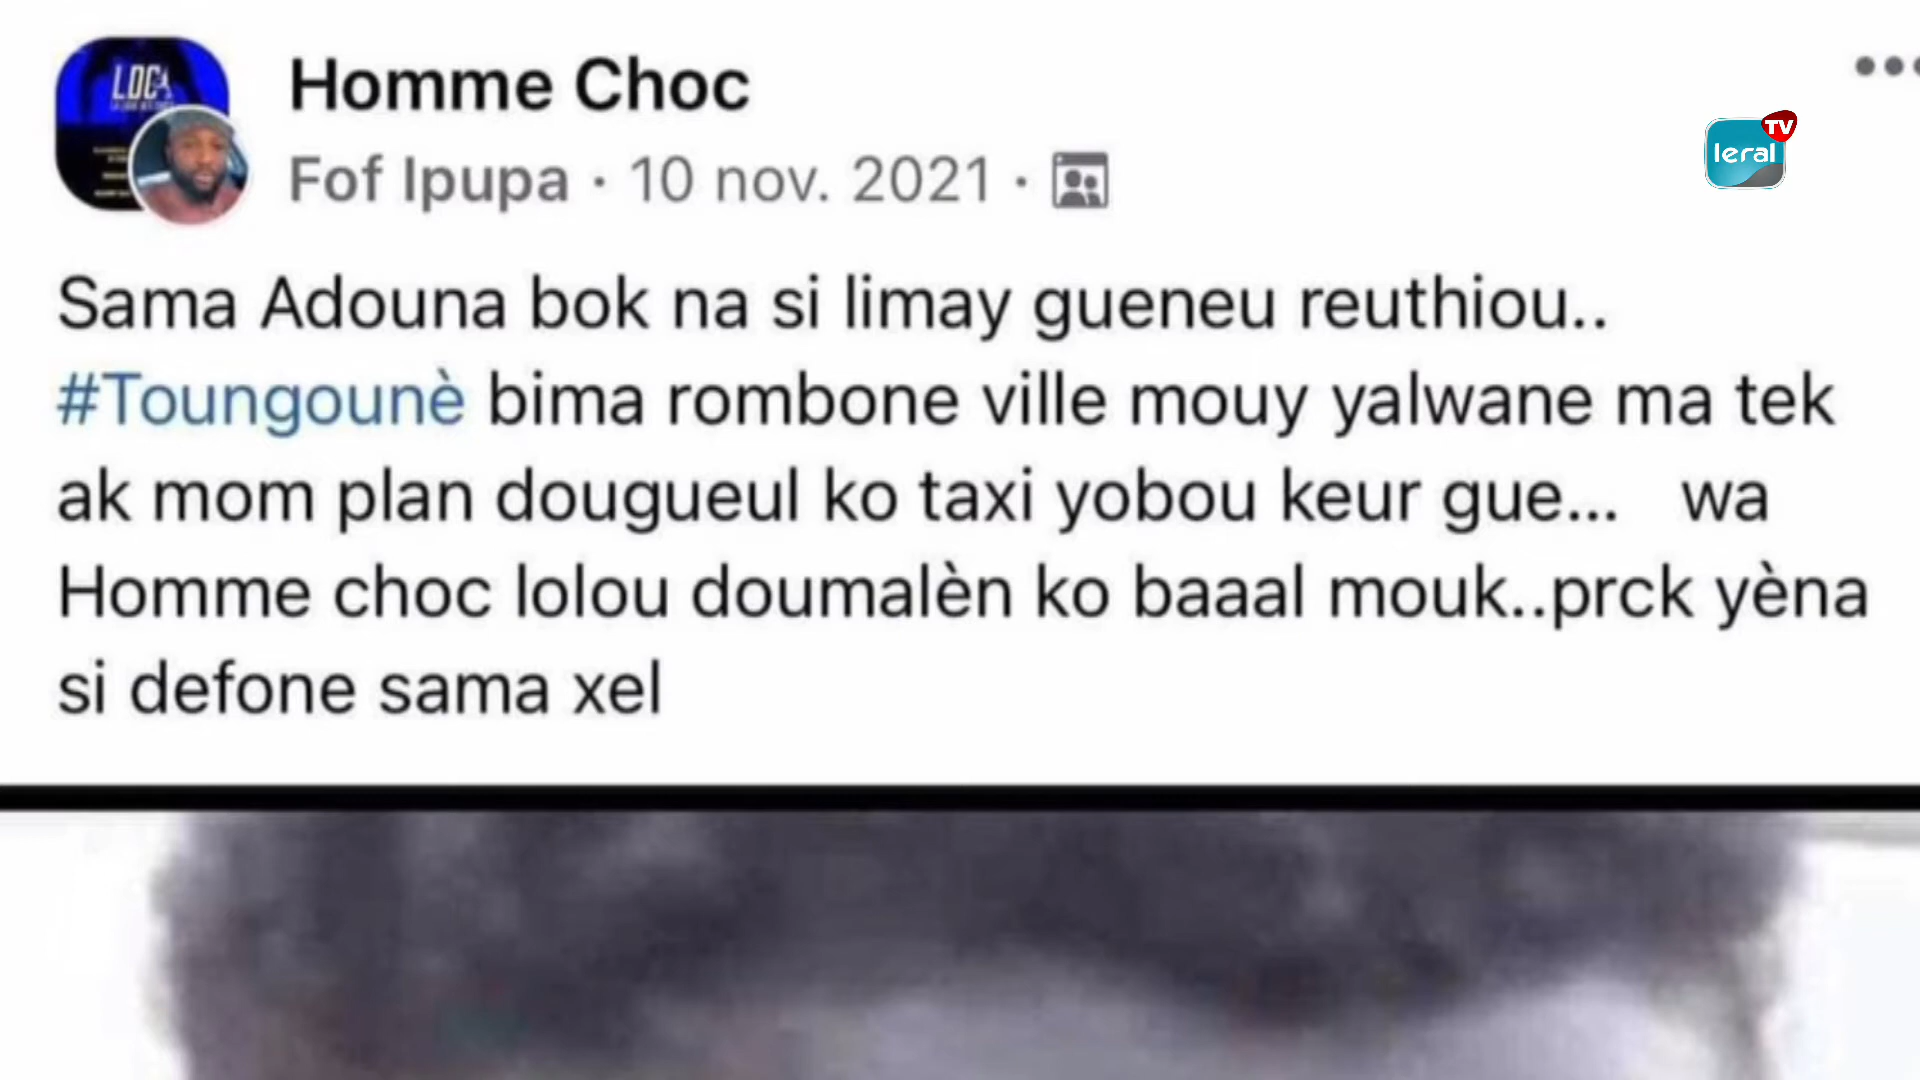 LOCA
Homme Choc
Fof Ipupa · 10 nov. 2021 ·
TV
leral
Sama Adouna bok na si limay gueneu reuthiou..
#Toungounè bima rombone ville mouy yalwane ma tek
ak mom plan dougueul ko taxi yobou keur gue... wa
Homme choc lolou doumalèn ko baaal mouk..prck yèna
si defone sama xel